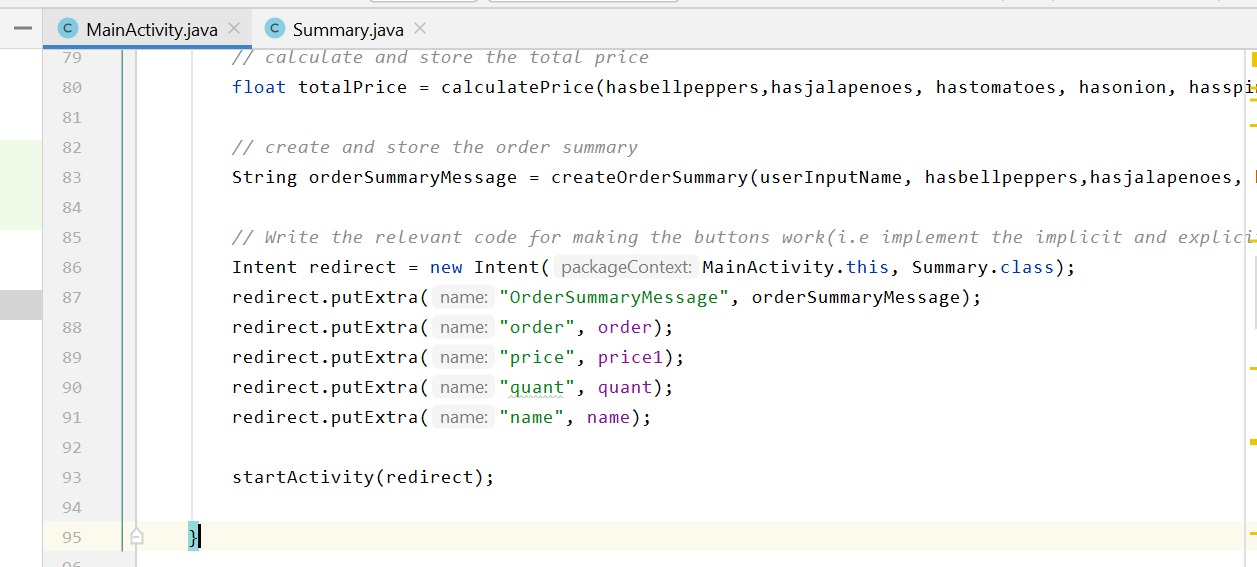 C MainActivity.java × C Summary.java ×
79 // calculate and store the total price
80 float totalPrice = calculatePrice(hasbellpeppers,hasjalapenoes, hastomatoes, hasonion, hasspi
81
82 // create and store the order summary
83 String orderSummaryMessage = createOrderSummary(userInputName, hasbellpeppers,hasjalapenoes,
84
85 // Write the relevant code for making the buttons work(i.e implement the implicit and explici
86 Intent redirect = new Intent( packageContext: MainActivity.this, Summary.class);
87 redirect.putExtra( name: "OrderSummaryMessage", orderSummaryMessage);
88 redirect.putExtra( name: "order", order);
89 redirect.putExtra( name: "price", price1);
90 redirect.putExtra( name: "quant", quant);
91 redirect.putExtra( name: "name", name);
92
93 startActivity(redirect);
94
95 }
96